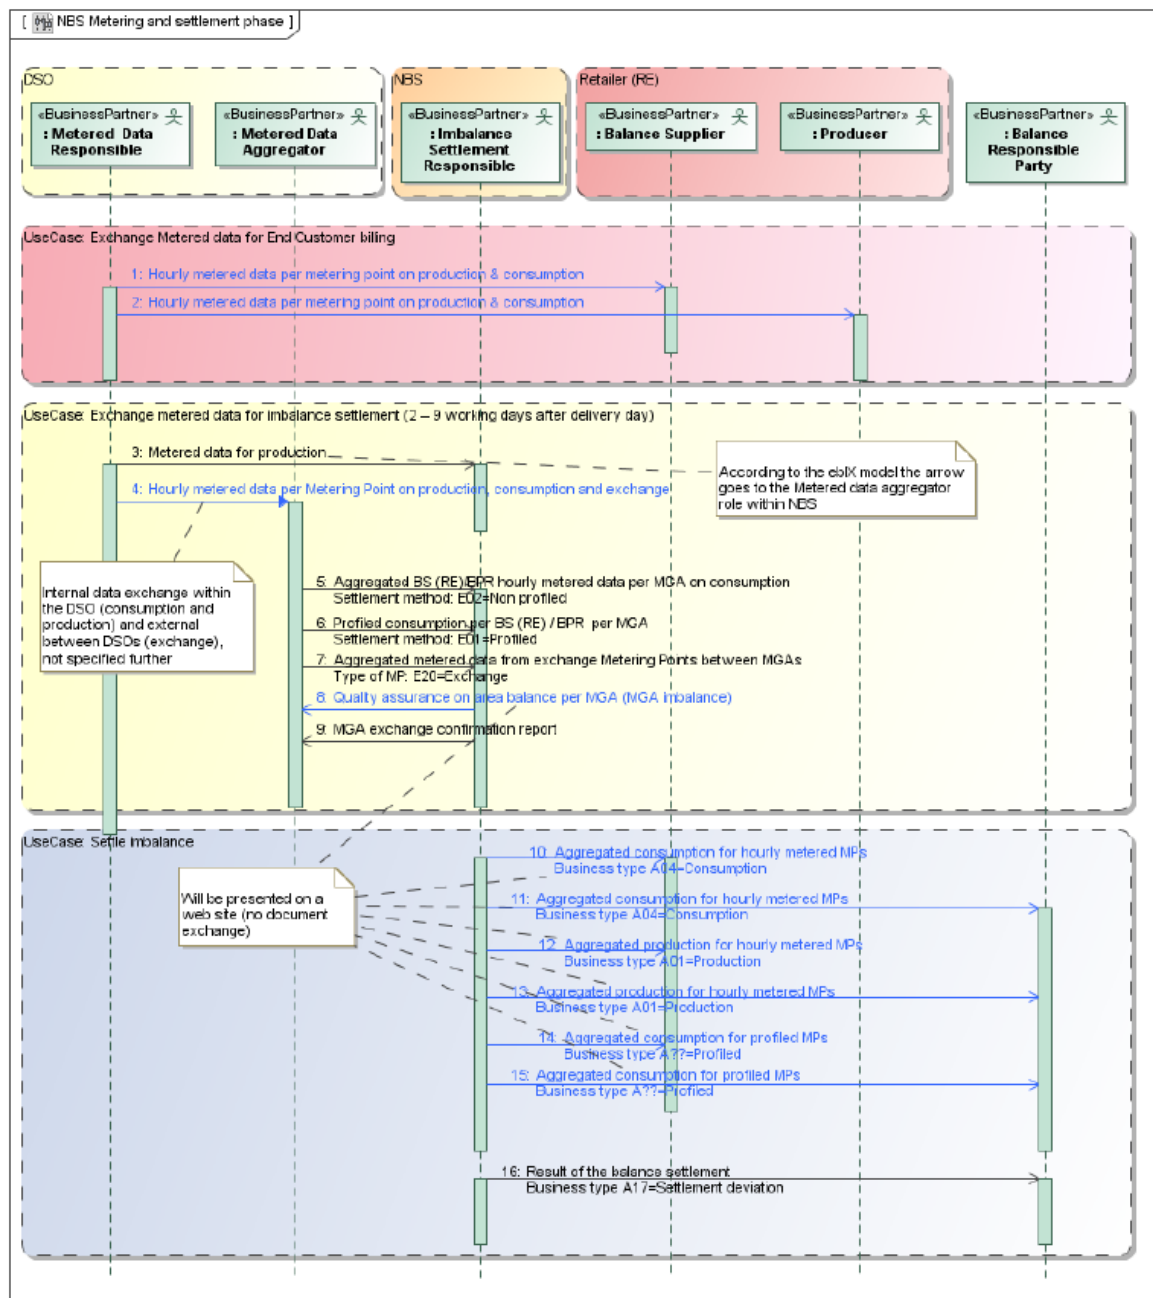 [ NBS Metering and settlement phase ]
DSO
NBS
Retailer (RE)
«BusinessPartner»
: Metered Data
Responsible
«BusinessPartner»
: Metered Data
Aggregator
«BusinessPartner»
: Imbalance
Settlement
Responsible
«BusinessPartner»
: Balance Supplier
«BusinessPartner»
: Producer
«BusinessPartner»
: Balance
Responsible
Party
UseCase: Exchange Metered data for End Customer billing
1: Hourly metered data per metering point on production & consumption
2: Hourly metered data per metering point on production & consumption
UseCase: Exchange metered data for imbalance settlement (2 – 9 working days after delivery day)
3: Metered data for production
According to the ebIX model the arrow
goes to the Metered data aggregator
role within NBS
4: Hourly metered data per Metering Point on production, consumption and exchange
Internal data exchange within
the DSO (consumption and
production) and external
between DSOs (exchange),
not specified further
5: Aggregated BS (RE)/BPR hourly metered data per MGA on consumption
Settlement method: E02=Non profiled
6: Profiled consumption per BS (RE) / BPR per MGA
Settlement method: E01=Profiled
7: Aggregated metered data from exchange Metering Points between MGAs
Type of MP: E20=Exchange
8: Quality assurance on area balance per MGA (MGA imbalance)
9: MGA exchange confirmation report
UseCase: Settle imbalance
Will be presented on a
web site (no document
exchange)
10: Aggregated consumption for hourly metered MPs
Business type A04=Consumption
11: Aggregated consumption for hourly metered MPs
Business type A04=Consumption
12: Aggregated production for hourly metered MPs
Business type A01=Production
13: Aggregated production for hourly metered MPs
Business type A01=Production
14: Aggregated consumption for profiled MPs
Business type A??=Profiled
15: Aggregated consumption for profiled MPs
Business type A??=Profiled
16: Result of the balance settlement
Business type A17=Settlement deviation